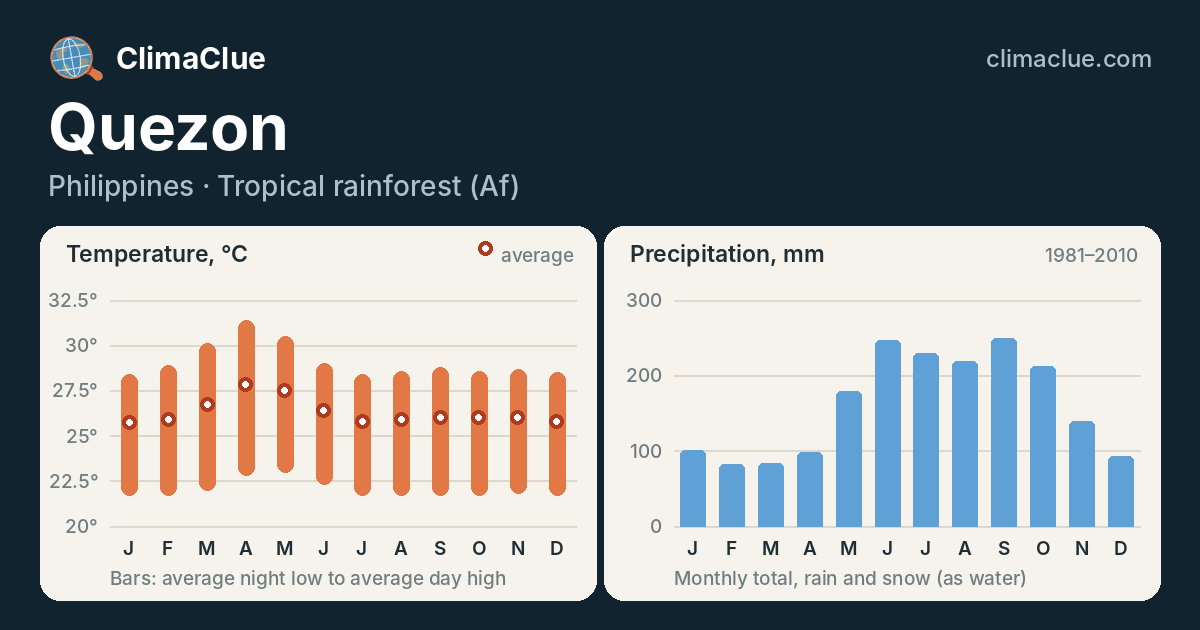 ClimaClue
climaclue.com
Quezon
Philippines · Tropical rainforest (Af)
Temperature, °C
average
32.5°
30°
27.5°
25°
22.5°
20°
J F M A M J J A S O N D
Bars: average night low to average day high
Precipitation, mm
1981–2010
300
200
100
0
J F M A M J J A S O N D
Monthly total, rain and snow (as water)